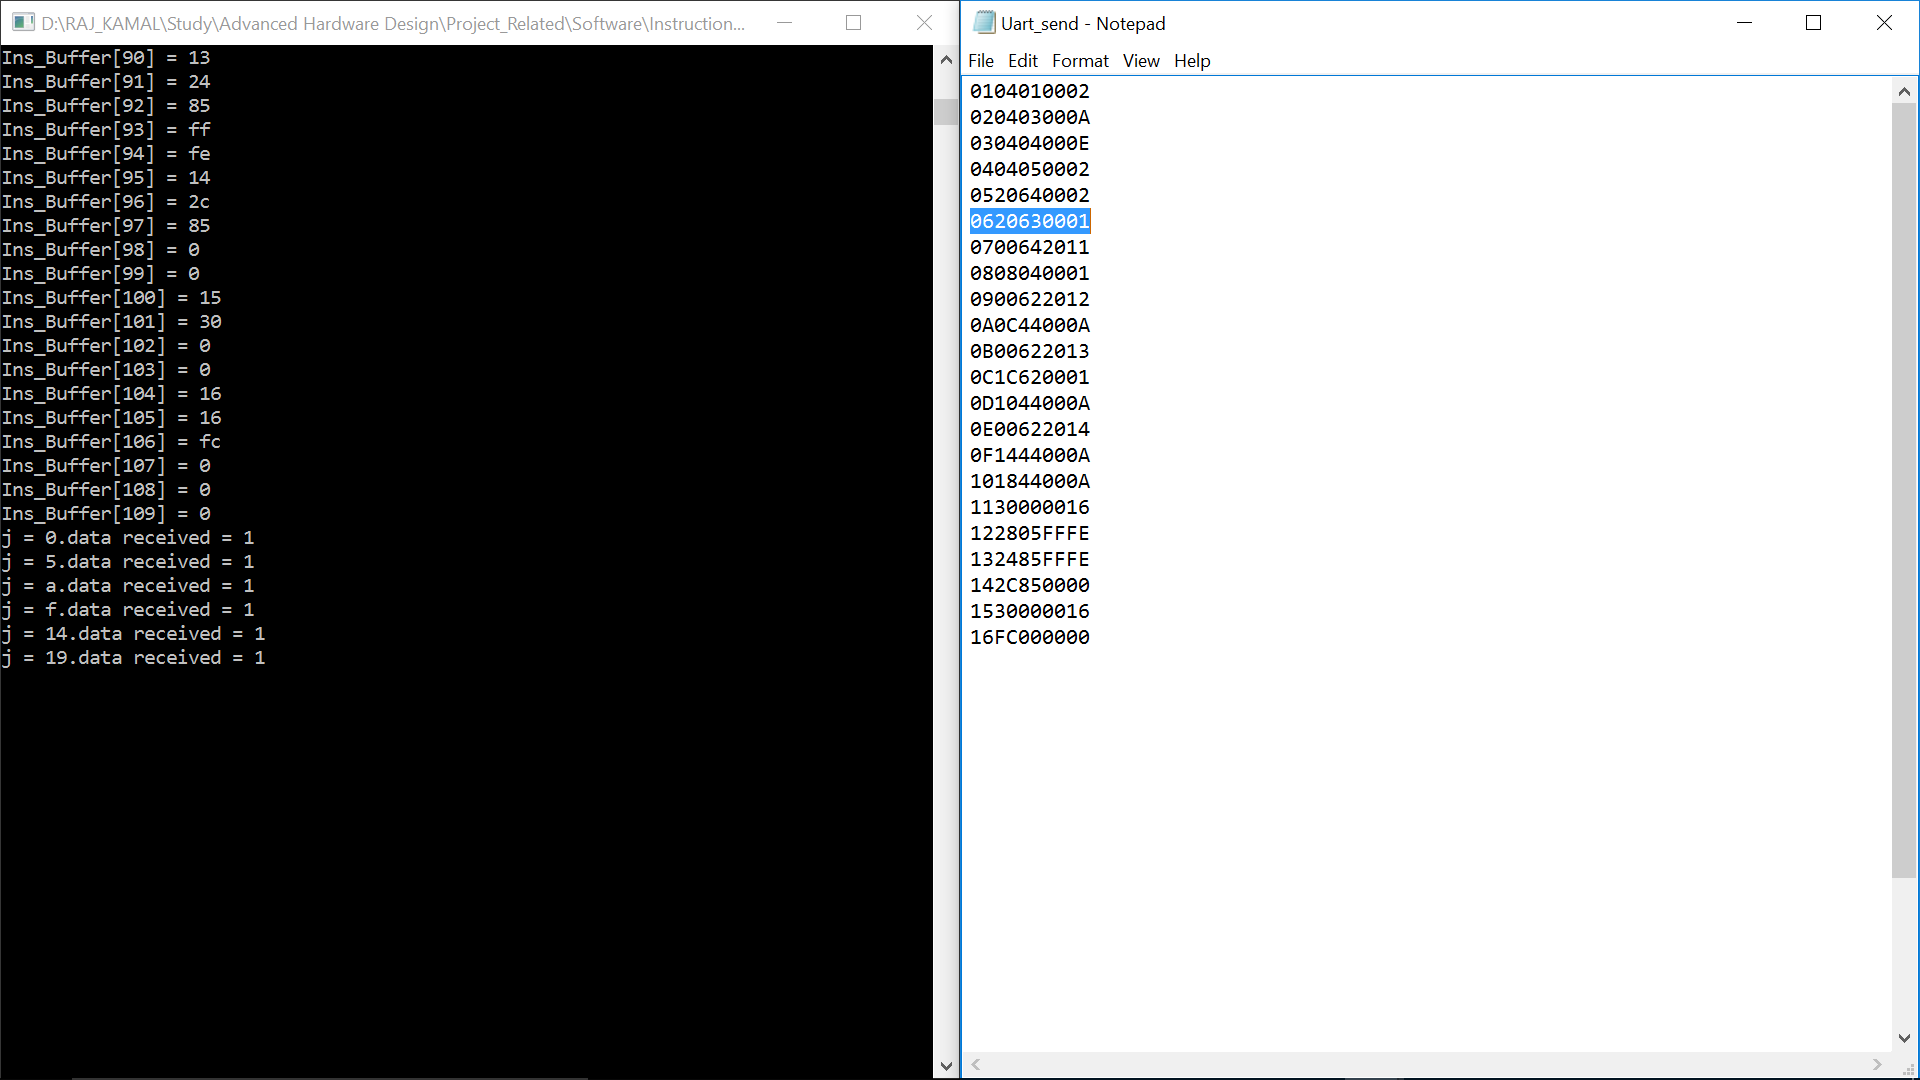 D:\RAJ_KAMAL\Study\Advanced Hardware Design\Project_Related\Software\Instruction...
Ins_Buffer[90] = 13
Ins_Buffer[91] = 24
Ins_Buffer[92] = 85
Ins_Buffer[93] = ff
Ins_Buffer[94] = fe
Ins_Buffer[95] = 14
Ins_Buffer[96] = 2c
Ins_Buffer[97] = 85
Ins_Buffer[98] = 0
Ins_Buffer[99] = 0
Ins_Buffer[100] = 15
Ins_Buffer[101] = 30
Ins_Buffer[102] = 0
Ins_Buffer[103] = 0
Ins_Buffer[104] = 16
Ins_Buffer[105] = 16
Ins_Buffer[106] = fc
Ins_Buffer[107] = 0
Ins_Buffer[108] = 0
Ins_Buffer[109] = 0
j = 0.data received = 1
j = 5.data received = 1
j = a.data received = 1
j = f.data received = 1
j = 14.data received = 1
j = 19.data received = 1
Uart_send - Notepad
File Edit Format View Help
0104010002
020403000A
030404000E
0404050002
0520640002
0620630001
0700642011
0808040001
0900622012
0A0C44000A
0B00622013
0C1C620001
0D1044000A
0E00622014
0F1444000A
101844000A
1130000016
122805FFFE
132485FFFE
142C850000
1530000016
16FC000000